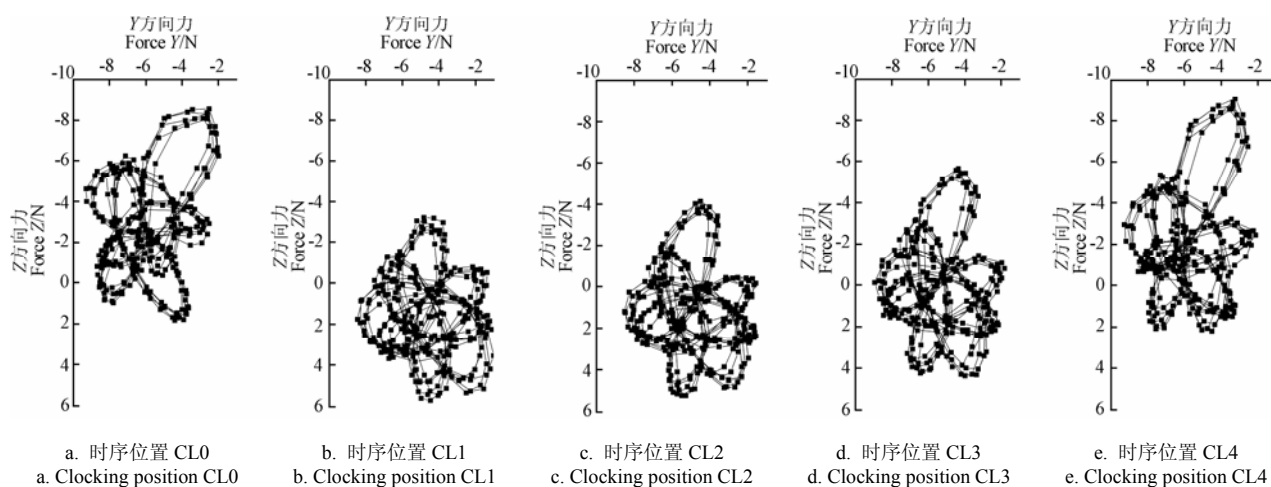 Y方向力
Force Y/N
-10 -8 -6 -4 -2
-8
-6
-4
-2
0
2
4
6
Z方向力
Force Z/N
a. 时序位置 CL0
a. Clocking position CL0
Y方向力
Force Y/N
-10 -8 -6 -4 -2
-8
-6
-4
-2
0
2
4
6
Z方向力
Force Z/N
b. 时序位置 CL1
b. Clocking position CL1
Y方向力
Force Y/N
-10 -8 -6 -4 -2
-8
-6
-4
-2
0
2
4
6
Z方向力
Force Z/N
c. 时序位置 CL2
c. Clocking position CL2
Y方向力
Force Y/N
-10 -8 -6 -4 -2
-8
-6
-4
-2
0
2
4
6
Z方向力
Force Z/N
d. 时序位置 CL3
d. Clocking position CL3
Y方向力
Force Y/N
-10 -8 -6 -4 -2
-8
-6
-4
-2
0
2
4
6
Z方向力
Force Z/N
e. 时序位置 CL4
e. Clocking position CL4